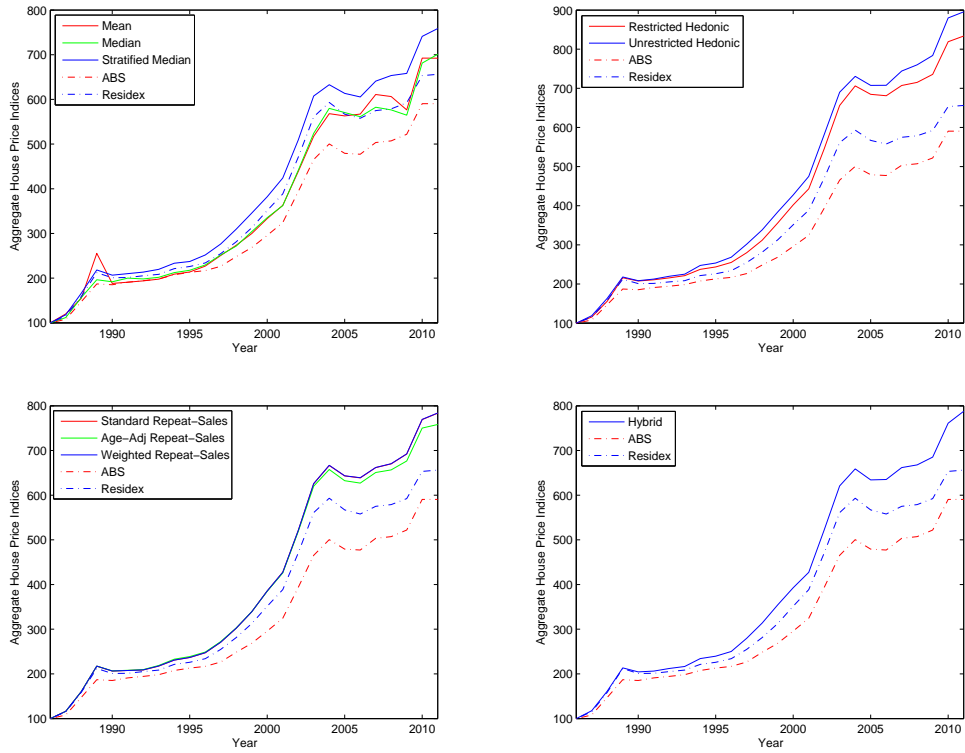 800
700
600
500
400
300
200
100
Aggregate House Price Indices
Mean
Median
Stratified Median
ABS
Residex
1990
1995
2000
2005
2010
Year
900
800
700
600
500
400
300
200
100
Aggregate House Price Indices
Restricted Hedonic
Unrestricted Hedonic
ABS
Residex
1990
1995
2000
2005
2010
Year
800
700
600
500
400
300
200
100
Aggregate House Price Indices
Standard Repeat−Sales
Age−Adj Repeat−Sales
Weighted Repeat−Sales
ABS
Residex
1990
1995
2000
2005
2010
Year
800
700
600
500
400
300
200
100
Aggregate House Price Indices
Hybrid
ABS
Residex
1990
1995
2000
2005
2010
Year